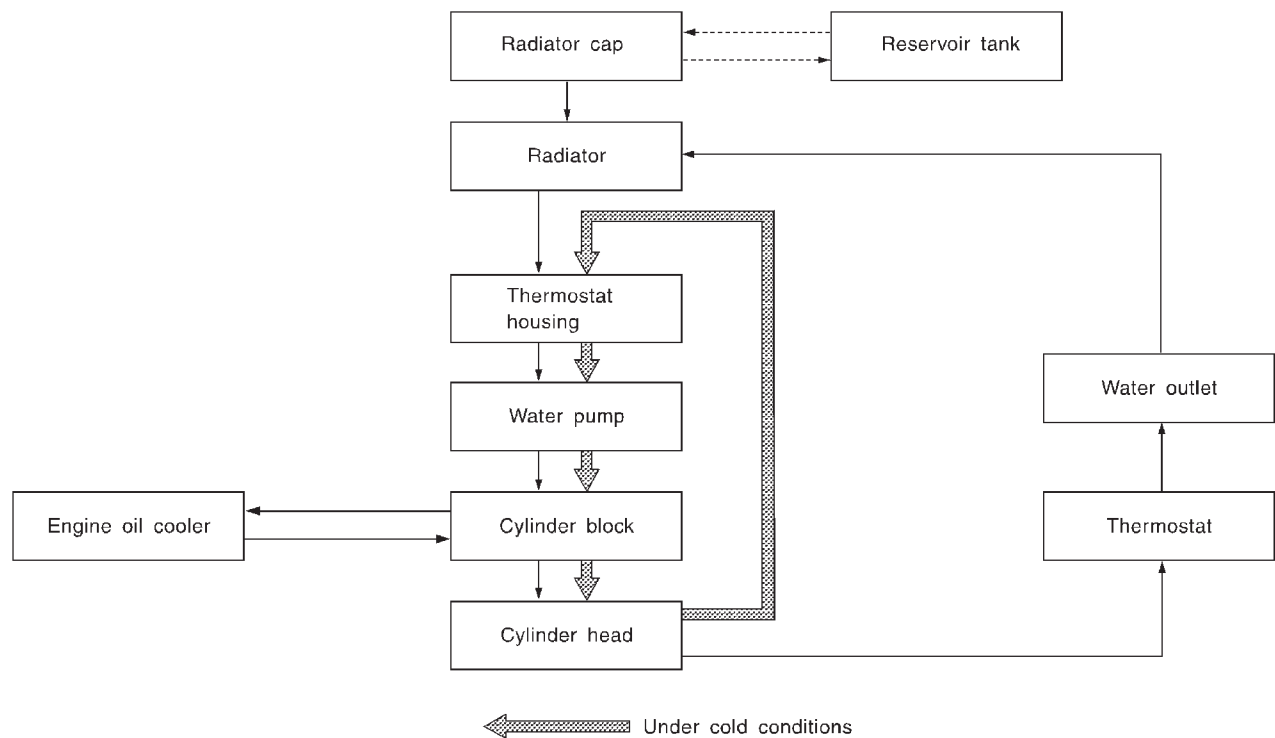 Radiator cap
Reservoir tank
Radiator
Thermostat
housing
Water outlet
Water pump
Engine oil cooler
Cylinder block
Thermostat
Cylinder head
Under cold conditions